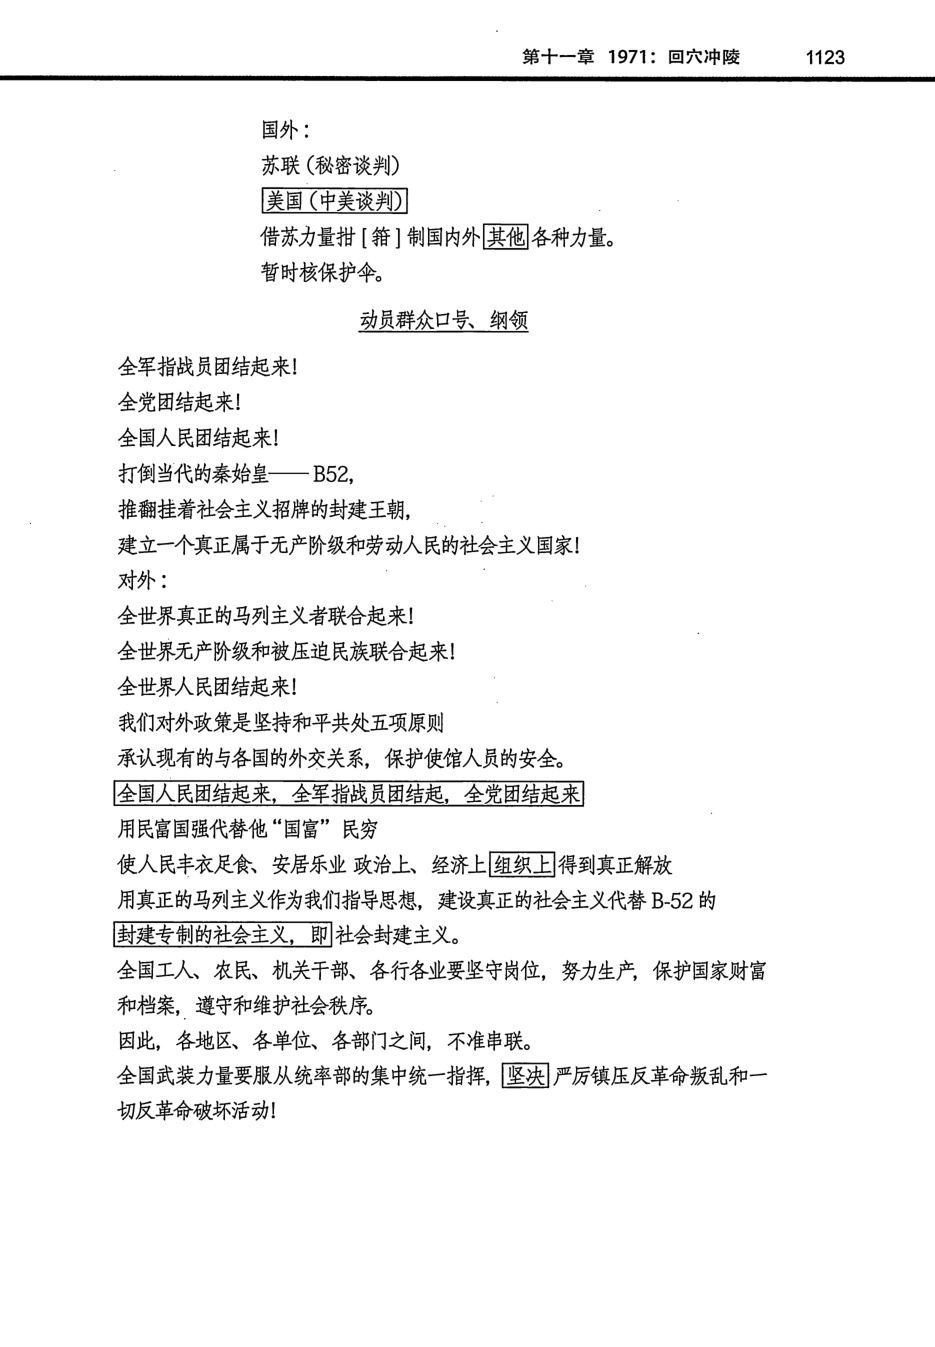 第十一章 1971：回穴冲陵 1123
国外：
苏联（秘密谈判）
美国（中美谈判）
借苏力量拑［箝］制国内外其他各种力量。
暂时核保护伞。
动员群众口号、纲领
全军指战员团结起来！
全党团结起来！
全国人民团结起来！
打倒当代的秦始皇——B52，
推翻挂着社会主义招牌的封建王朝，
建立一个真正属于无产阶级和劳动人民的社会主义国家！
对外：
全世界真正的马列主义者联合起来！
全世界无产阶级和被压迫民族联合起来！
全世界人民团结起来！
我们对外政策是坚持和平共处五项原则
承认现有的与各国的外交关系，保护使馆人员的安全。
全国人民团结起来，全军指战员团结起，全党团结起来
用民富国强代替他“国富”民穷
使人民丰衣足食、安居乐业 政治上、经济上组织上得到真正解放
用真正的马列主义作为我们指导思想，建设真正的社会主义代替 B-52 的
封建专制的社会主义，即社会封建主义。
全国工人、农民、机关干部、各行各业要坚守岗位，努力生产，保护国家财富
和档案，遵守和维护社会秩序。
因此，各地区、各单位、各部门之间，不准串联。
全国武装力量要服从统率部的集中统一指挥，坚决严厉镇压反革命叛乱和一
切反革命破坏活动！